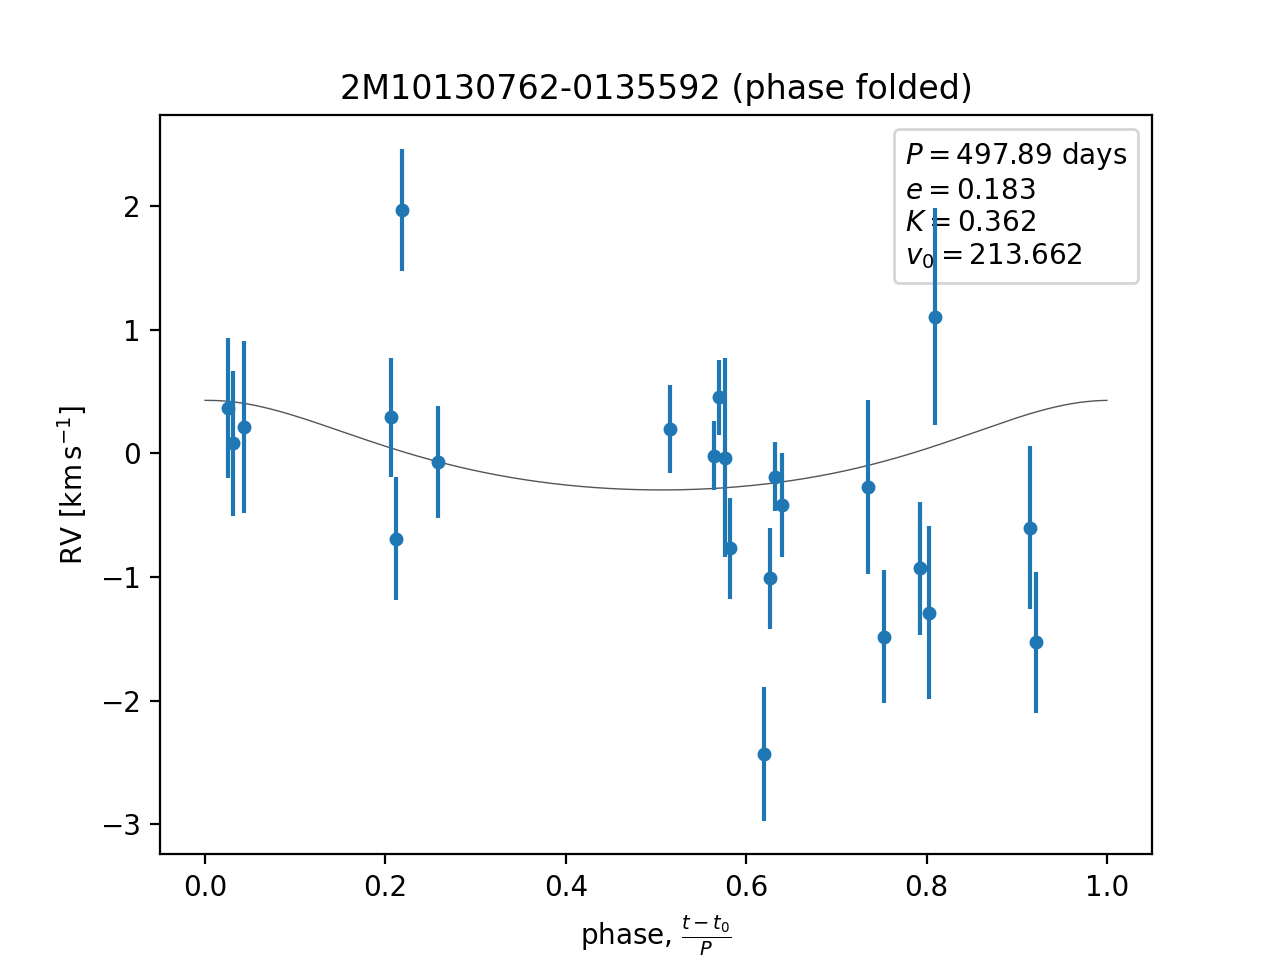 2M10130762-0135592 (phase folded)
P = 497.89 days
e = 0.183
K = 0.362
v₀ = 213.662
RV [km s⁻¹]
2
1
0
−1
−2
−3
0.0 0.2 0.4 0.6 0.8 1.0
phase, (t − t₀)/P